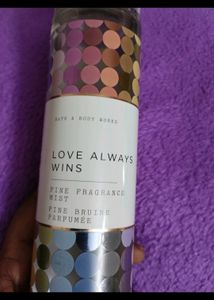 BATH & BODY WORKS
LOVE ALWAYS
WINS
FINE FRAGRANCE
MIST
FINE BRUINE
PARFUMÉE